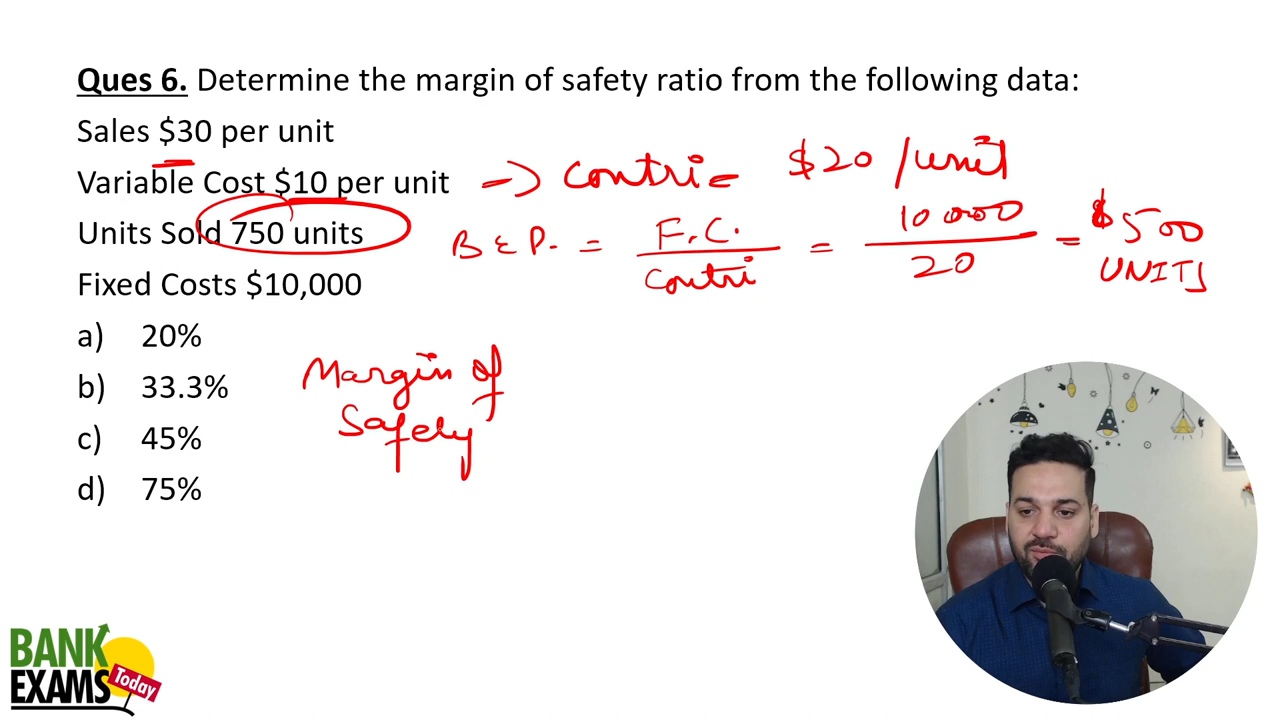 Ques 6. Determine the margin of safety ratio from the following data:
Sales $30 per unit
Variable Cost $10 per unit
→ Contri = $20 /unit
Units Sold 750 units
B E P. = F.C. / Contri = 10000 / 20 = $500 UNITS
Fixed Costs $10,000
a) 20%
b) 33.3%
c) 45%
d) 75%
Margin of
Safety
BANK
EXAMS
Today